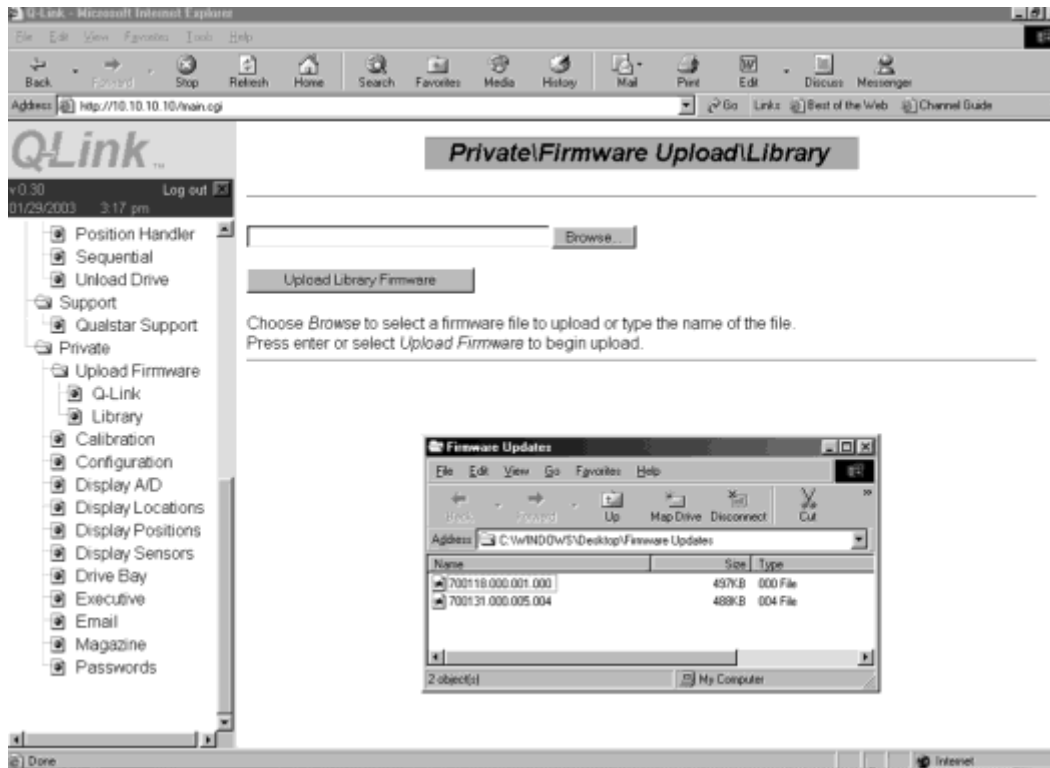 Q-Link - Microsoft Internet Explorer
File Edit View Favorites Tools Help
Back Forward Stop Refresh Home Search Favorites Media History Mail Print Edit Discuss Messenger
Address http://10.10.10.10/main.cgi Go Links Best of the Web Channel Guide
Q-Link ™
v 0.30 Log out
01/29/2003 3:17 pm
Position Handler
Sequential
Unload Drive
Support
Qualstar Support
Private
Upload Firmware
Q-Link
Library
Calibration
Configuration
Display A/D
Display Locations
Display Positions
Display Sensors
Drive Bay
Executive
Email
Magazine
Passwords
Private\Firmware Upload\Library
Browse...
Upload Library Firmware
Choose Browse to select a firmware file to upload or type the name of the file.
Press enter or select Upload Firmware to begin upload.
Firmware Updates
File Edit View Go Favorites Help
Back Forward Up Map Drive Disconnect Cut »
Address C:\WINDOWS\Desktop\Firmware Updates
Name Size Type
700118.000.001.000 497KB 000 File
700131.000.005.004 488KB 004 File
2 object(s) My Computer
Done Internet